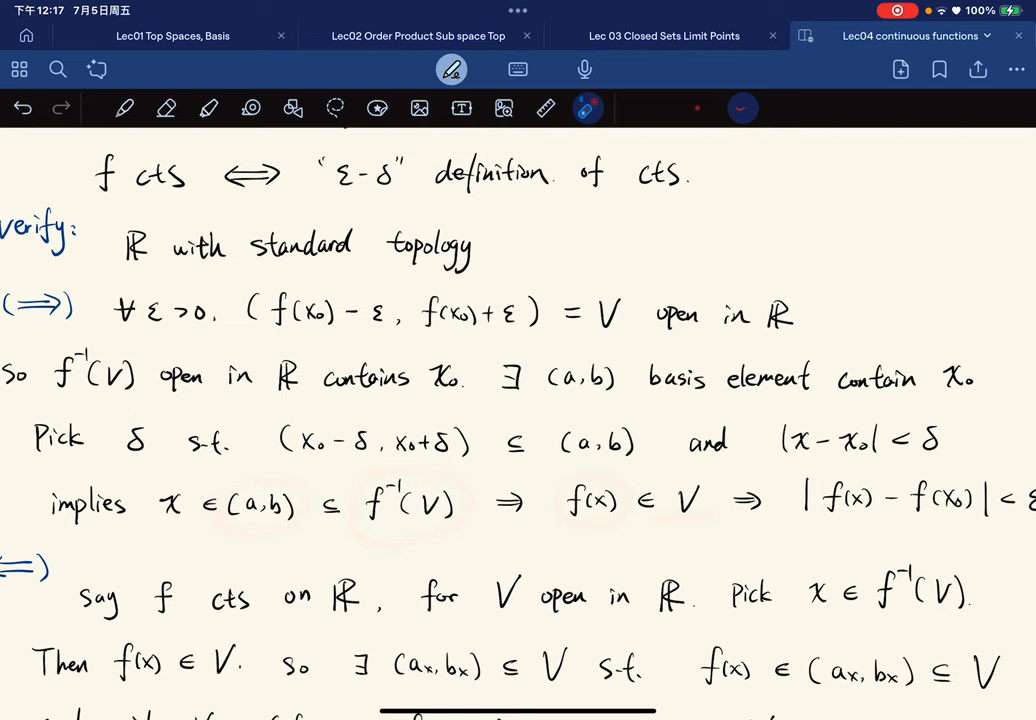 下午12:17 7月5日周五
100%
Lec01 Top Spaces, Basis
Lec02 Order Product Sub space Top
Lec 03 Closed Sets Limit Points
Lec04 continuous functions
f cts ⟺ "ε-δ" definition of cts.
verify:
ℝ with standard topology
(⟹) ∀ ε>0, (f(x₀)-ε, f(x₀)+ε) = V open in ℝ
So f⁻¹(V) open in ℝ contains x₀. ∃ (a,b) basis element contain x₀
Pick δ s.t. (x₀-δ, x₀+δ) ⊆ (a,b) and |x-x₀|<δ
implies x ∈ (a,b) ⊆ f⁻¹(V) ⟹ f(x) ∈ V ⟹ |f(x)-f(x₀)|<ε
⟸)
Say f cts on ℝ, for V open in ℝ. Pick x ∈ f⁻¹(V).
Then f(x) ∈ V. so ∃ (aₓ,bₓ) ⊆ V s.t. f(x) ∈ (aₓ,bₓ) ⊆ V